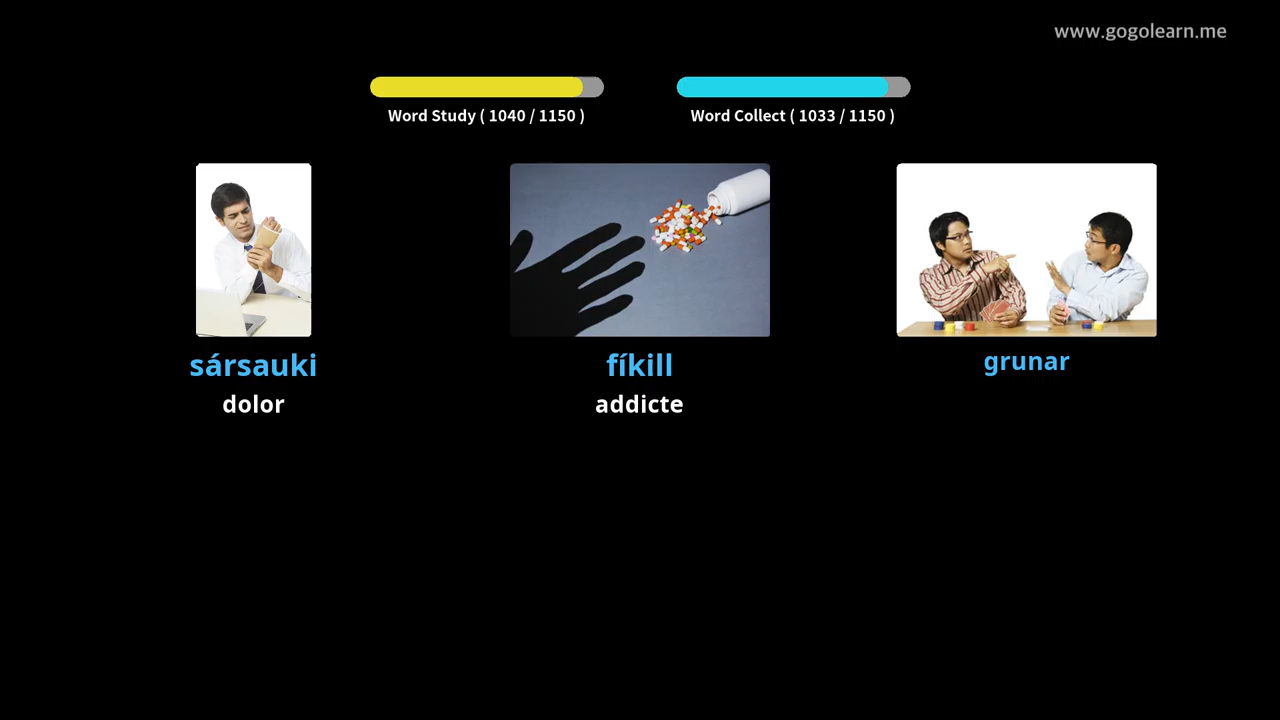 www.gogolearn.me
Word Study ( 1040 / 1150 )
Word Collect ( 1033 / 1150 )
sársauki
fíkill
grunar
dolor
addicte